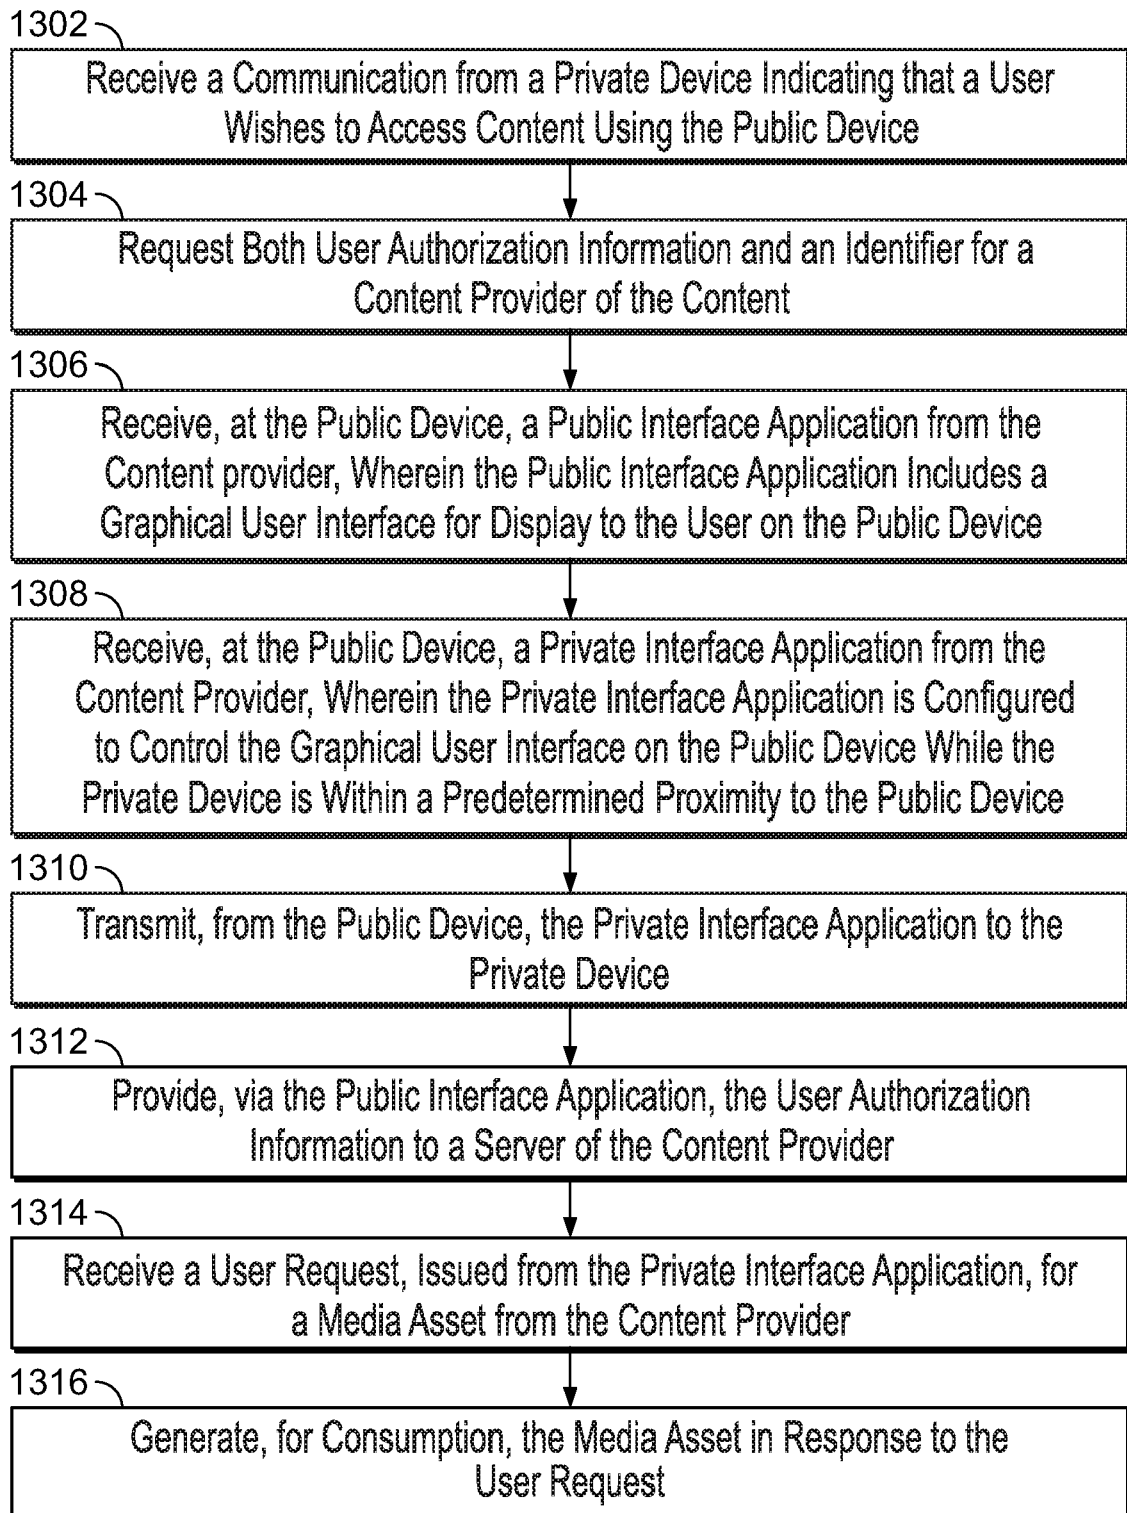 1302
Receive a Communication from a Private Device Indicating that a User
Wishes to Access Content Using the Public Device
1304
Request Both User Authorization Information and an Identifier for a
Content Provider of the Content
1306
Receive, at the Public Device, a Public Interface Application from the
Content provider, Wherein the Public Interface Application Includes a
Graphical User Interface for Display to the User on the Public Device
1308
Receive, at the Public Device, a Private Interface Application from the
Content Provider, Wherein the Private Interface Application is Configured
to Control the Graphical User Interface on the Public Device While the
Private Device is Within a Predetermined Proximity to the Public Device
1310
Transmit, from the Public Device, the Private Interface Application to the
Private Device
1312
Provide, via the Public Interface Application, the User Authorization
Information to a Server of the Content Provider
1314
Receive a User Request, Issued from the Private Interface Application, for
a Media Asset from the Content Provider
1316
Generate, for Consumption, the Media Asset in Response to the
User Request